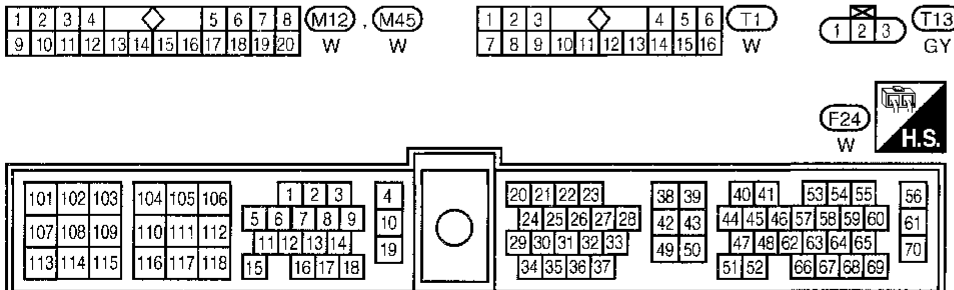 1 2 3 4 5 6 7 8 M12 , M45 1 2 3 4 5 6 T1 1 2 3 T13
9 10 11 12 13 14 15 16 17 18 19 20 W W 7 8 9 10 11 12 13 14 15 16 W GY
F24
W H.S.
101 102 103 104 105 106 1 2 3 4 20 21 22 23 38 39 40 41 53 54 55 56
107 108 109 110 111 112 5 6 7 8 9 10 24 25 26 27 28 42 43 44 45 46 57 58 59 60 61
11 12 13 14 19 29 30 31 32 33 49 50 47 48 62 63 64 65 70
113 114 115 116 117 118 15 16 17 18 34 35 36 37 51 52 66 67 68 69